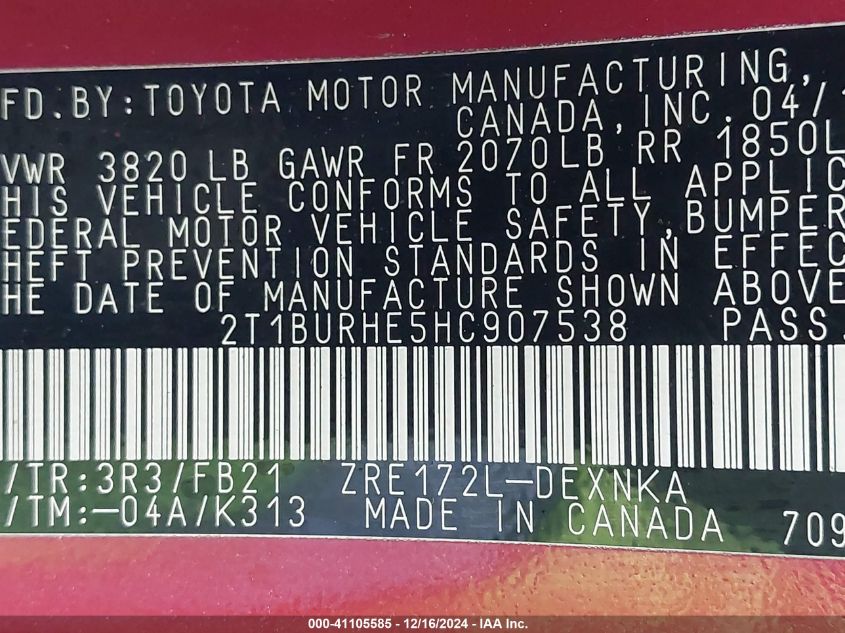 FD.BY:TOYOTA MOTOR MANUFACTURING,
CANADA, INC. 04/1
VWR 3820 LB GAWR FR 2070LB RR 1850L
HIS VEHICLE CONFORMS TO ALL APPLIC
EDERAL MOTOR VEHICLE SAFETY, BUMPER
HEFT PREVENTION STANDARDS IN EFFEC
HE DATE OF MANUFACTURE SHOWN ABOVE
2T1BURHE5HC907538 PASS.
/TR:3R3/FB21 ZRE172L-DEXNKA
/TM:-04A/K313 MADE IN CANADA 709
000-41105585 - 12/16/2024 - IAA Inc.